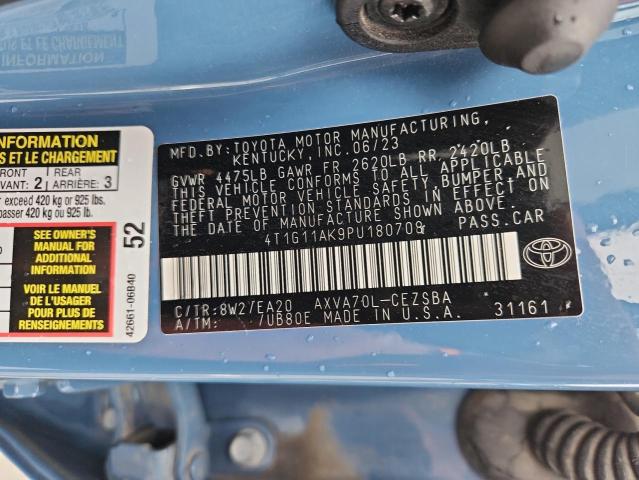 INFORMATION
S ET LE CHARGEMENT
FRONT
AVANT: 2
REAR
ARRIÈRE: 3
exceed 420 kg or 925 lbs.
passer 420 kg ou 925 lb.
SEE OWNER'S
MANUAL FOR
ADDITIONAL
INFORMATION
VOIR LE MANUEL
DE L'USAGER
POUR PLUS DE
RENSEIGNEMENTS
52
42661-06B40
MFD.BY: TOYOTA MOTOR MANUFACTURING,
KENTUCKY, INC. 06/23
GVWR 4475LB GAWR FR 2620LB RR 2420LB
THIS VEHICLE CONFORMS TO ALL APPLICABLE
FEDERAL MOTOR VEHICLE SAFETY, BUMPER, AND
THEFT PREVENTION STANDARDS IN EFFECT ON
THE DATE OF MANUFACTURE SHOWN ABOVE.
4T1G11AK9PU180709 PASS.CAR
TOYOTA
C/TR: 8W27EA20 AXVA70L-CEZSBA
A/TM: /UB80E MADE IN U.S.A. 31161